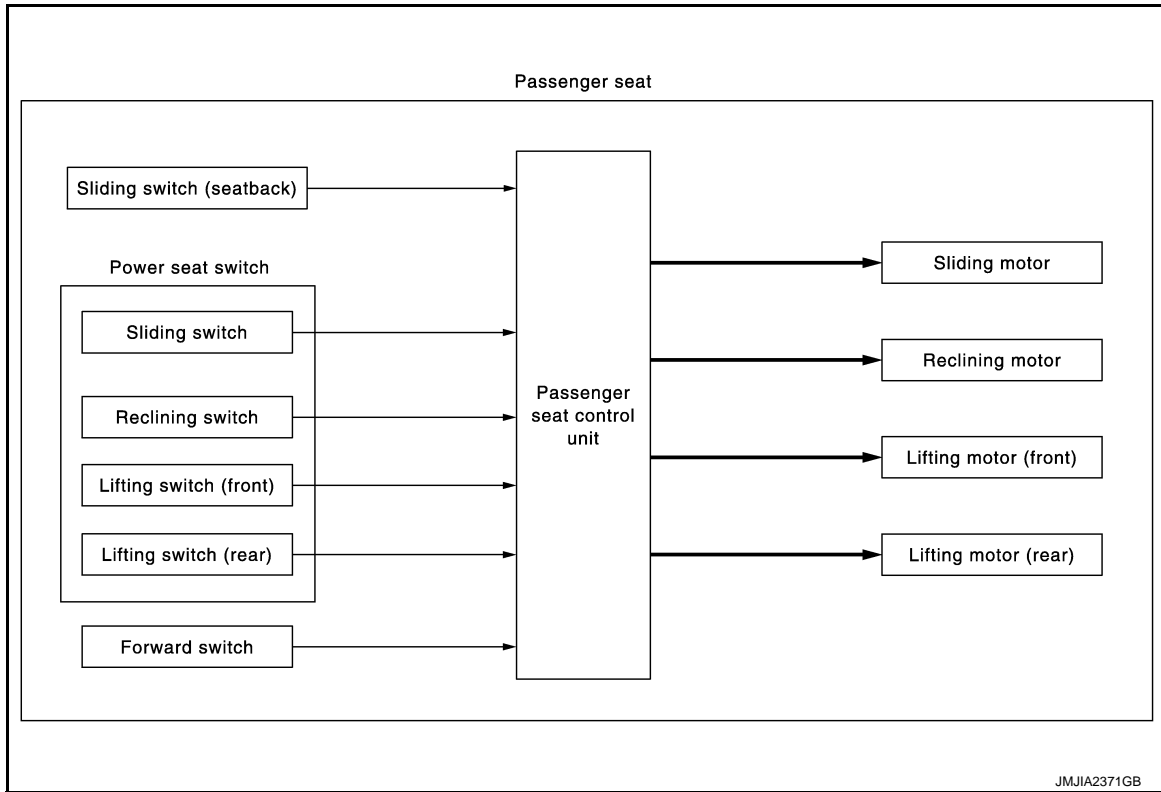 Passenger seat
Sliding switch (seatback)
Power seat switch
Sliding switch
Reclining switch
Lifting switch (front)
Lifting switch (rear)
Forward switch
Passenger
seat control
unit
Sliding motor
Reclining motor
Lifting motor (front)
Lifting motor (rear)
JMJIA2371GB